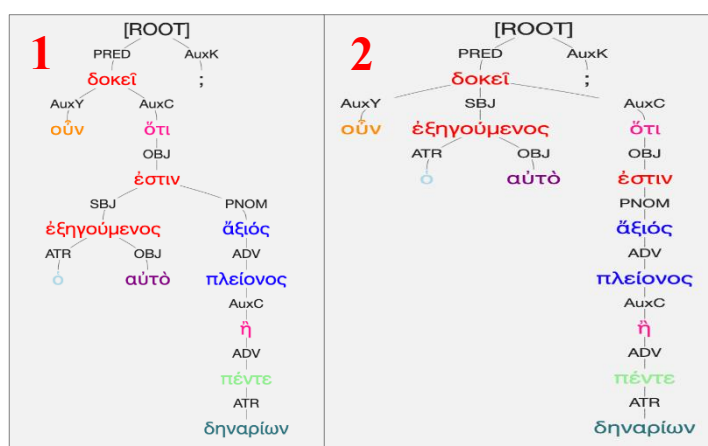 1
[ROOT]
PRED AuxK
δοκεῖ ;
AuxY AuxC
οὖν ὅτι
OBJ
ἐστιν
SBJ PNOM
ἐξηγούμενος ἄξιός
ATR OBJ ADV
ὁ αὐτὸ πλείονος
AuxC
ἢ
ADV
πέντε
ATR
δηναρίων
2
[ROOT]
PRED AuxK
δοκεῖ ;
AuxY SBJ AuxC
οὖν ἐξηγούμενος ὅτι
ATR OBJ OBJ
ὁ αὐτὸ ἐστιν
PNOM
ἄξιός
ADV
πλείονος
AuxC
ἢ
ADV
πέντε
ATR
δηναρίων